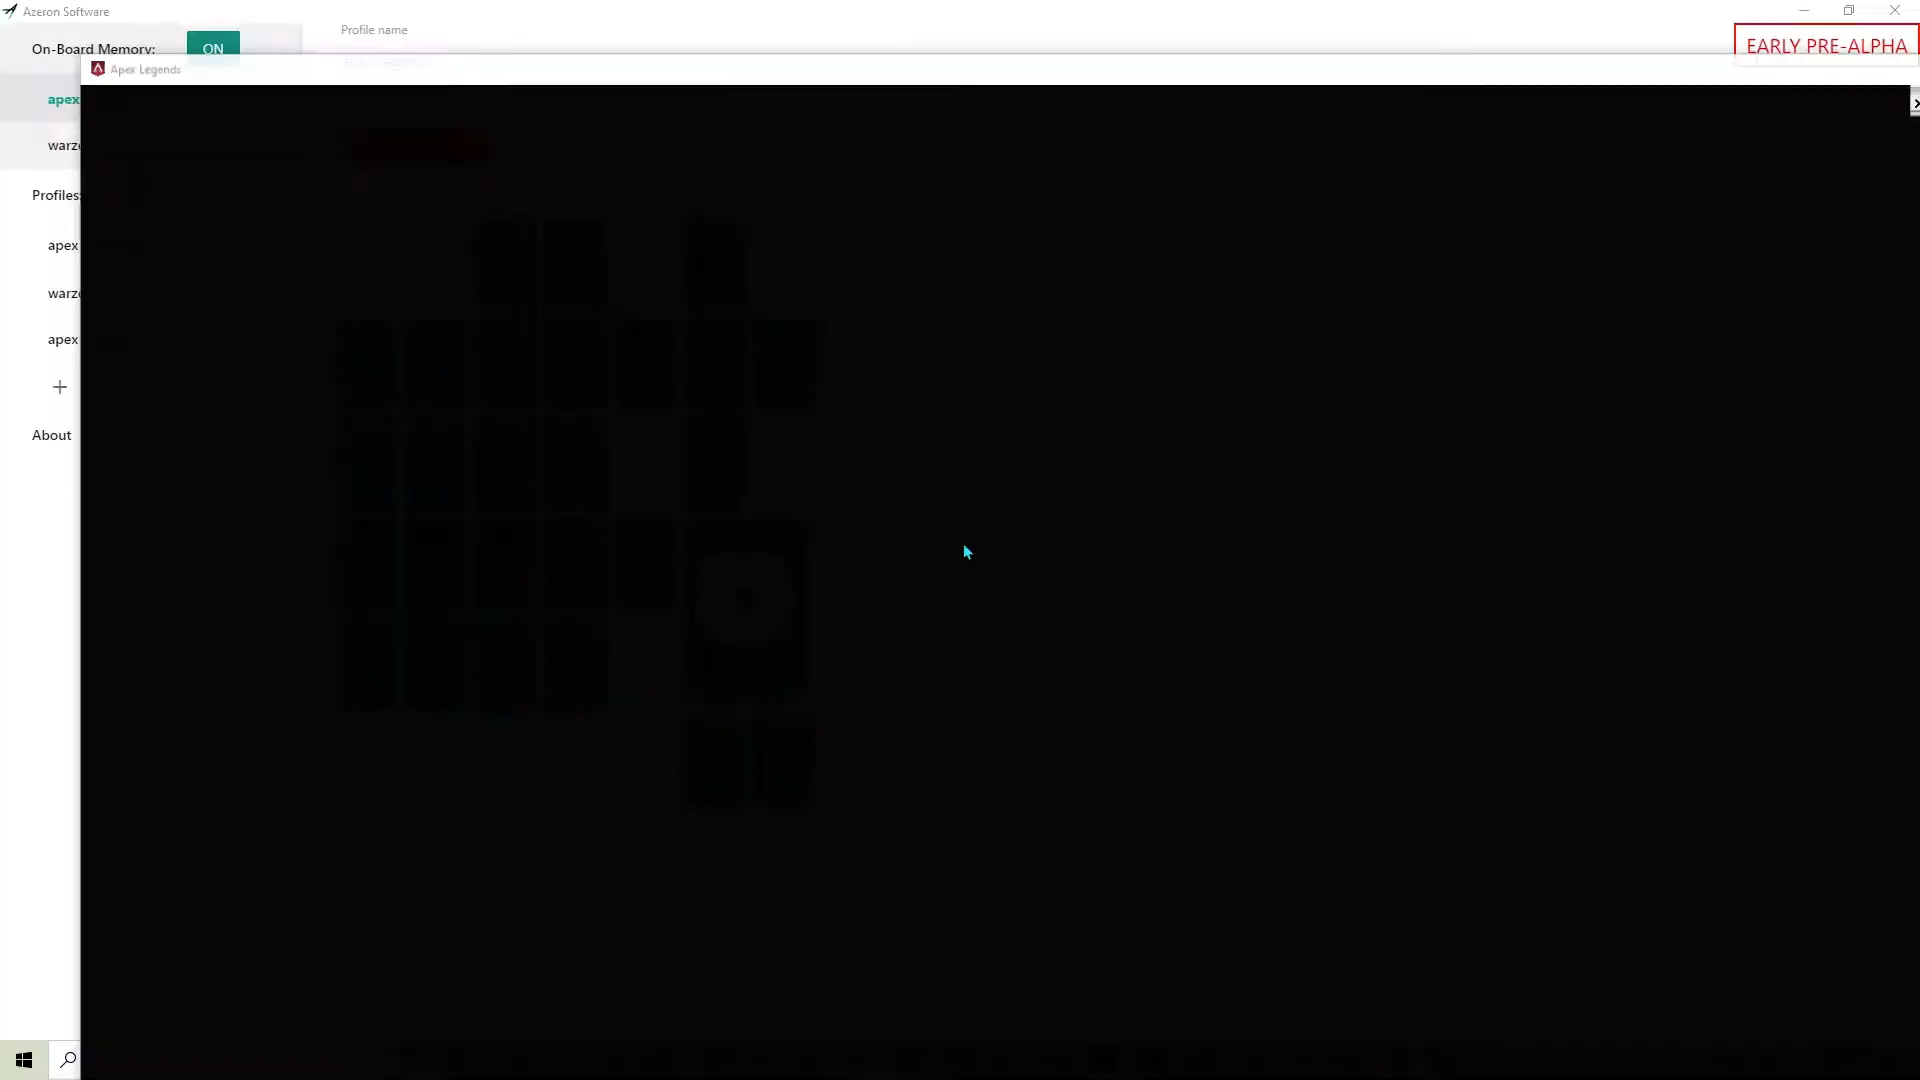 Azeron Software
On-Board Memory:
ON
Profile name
EARLY PRE-ALPHA
Apex Legends
apex
warz
Profiles:
apex
warz
apex
+
About